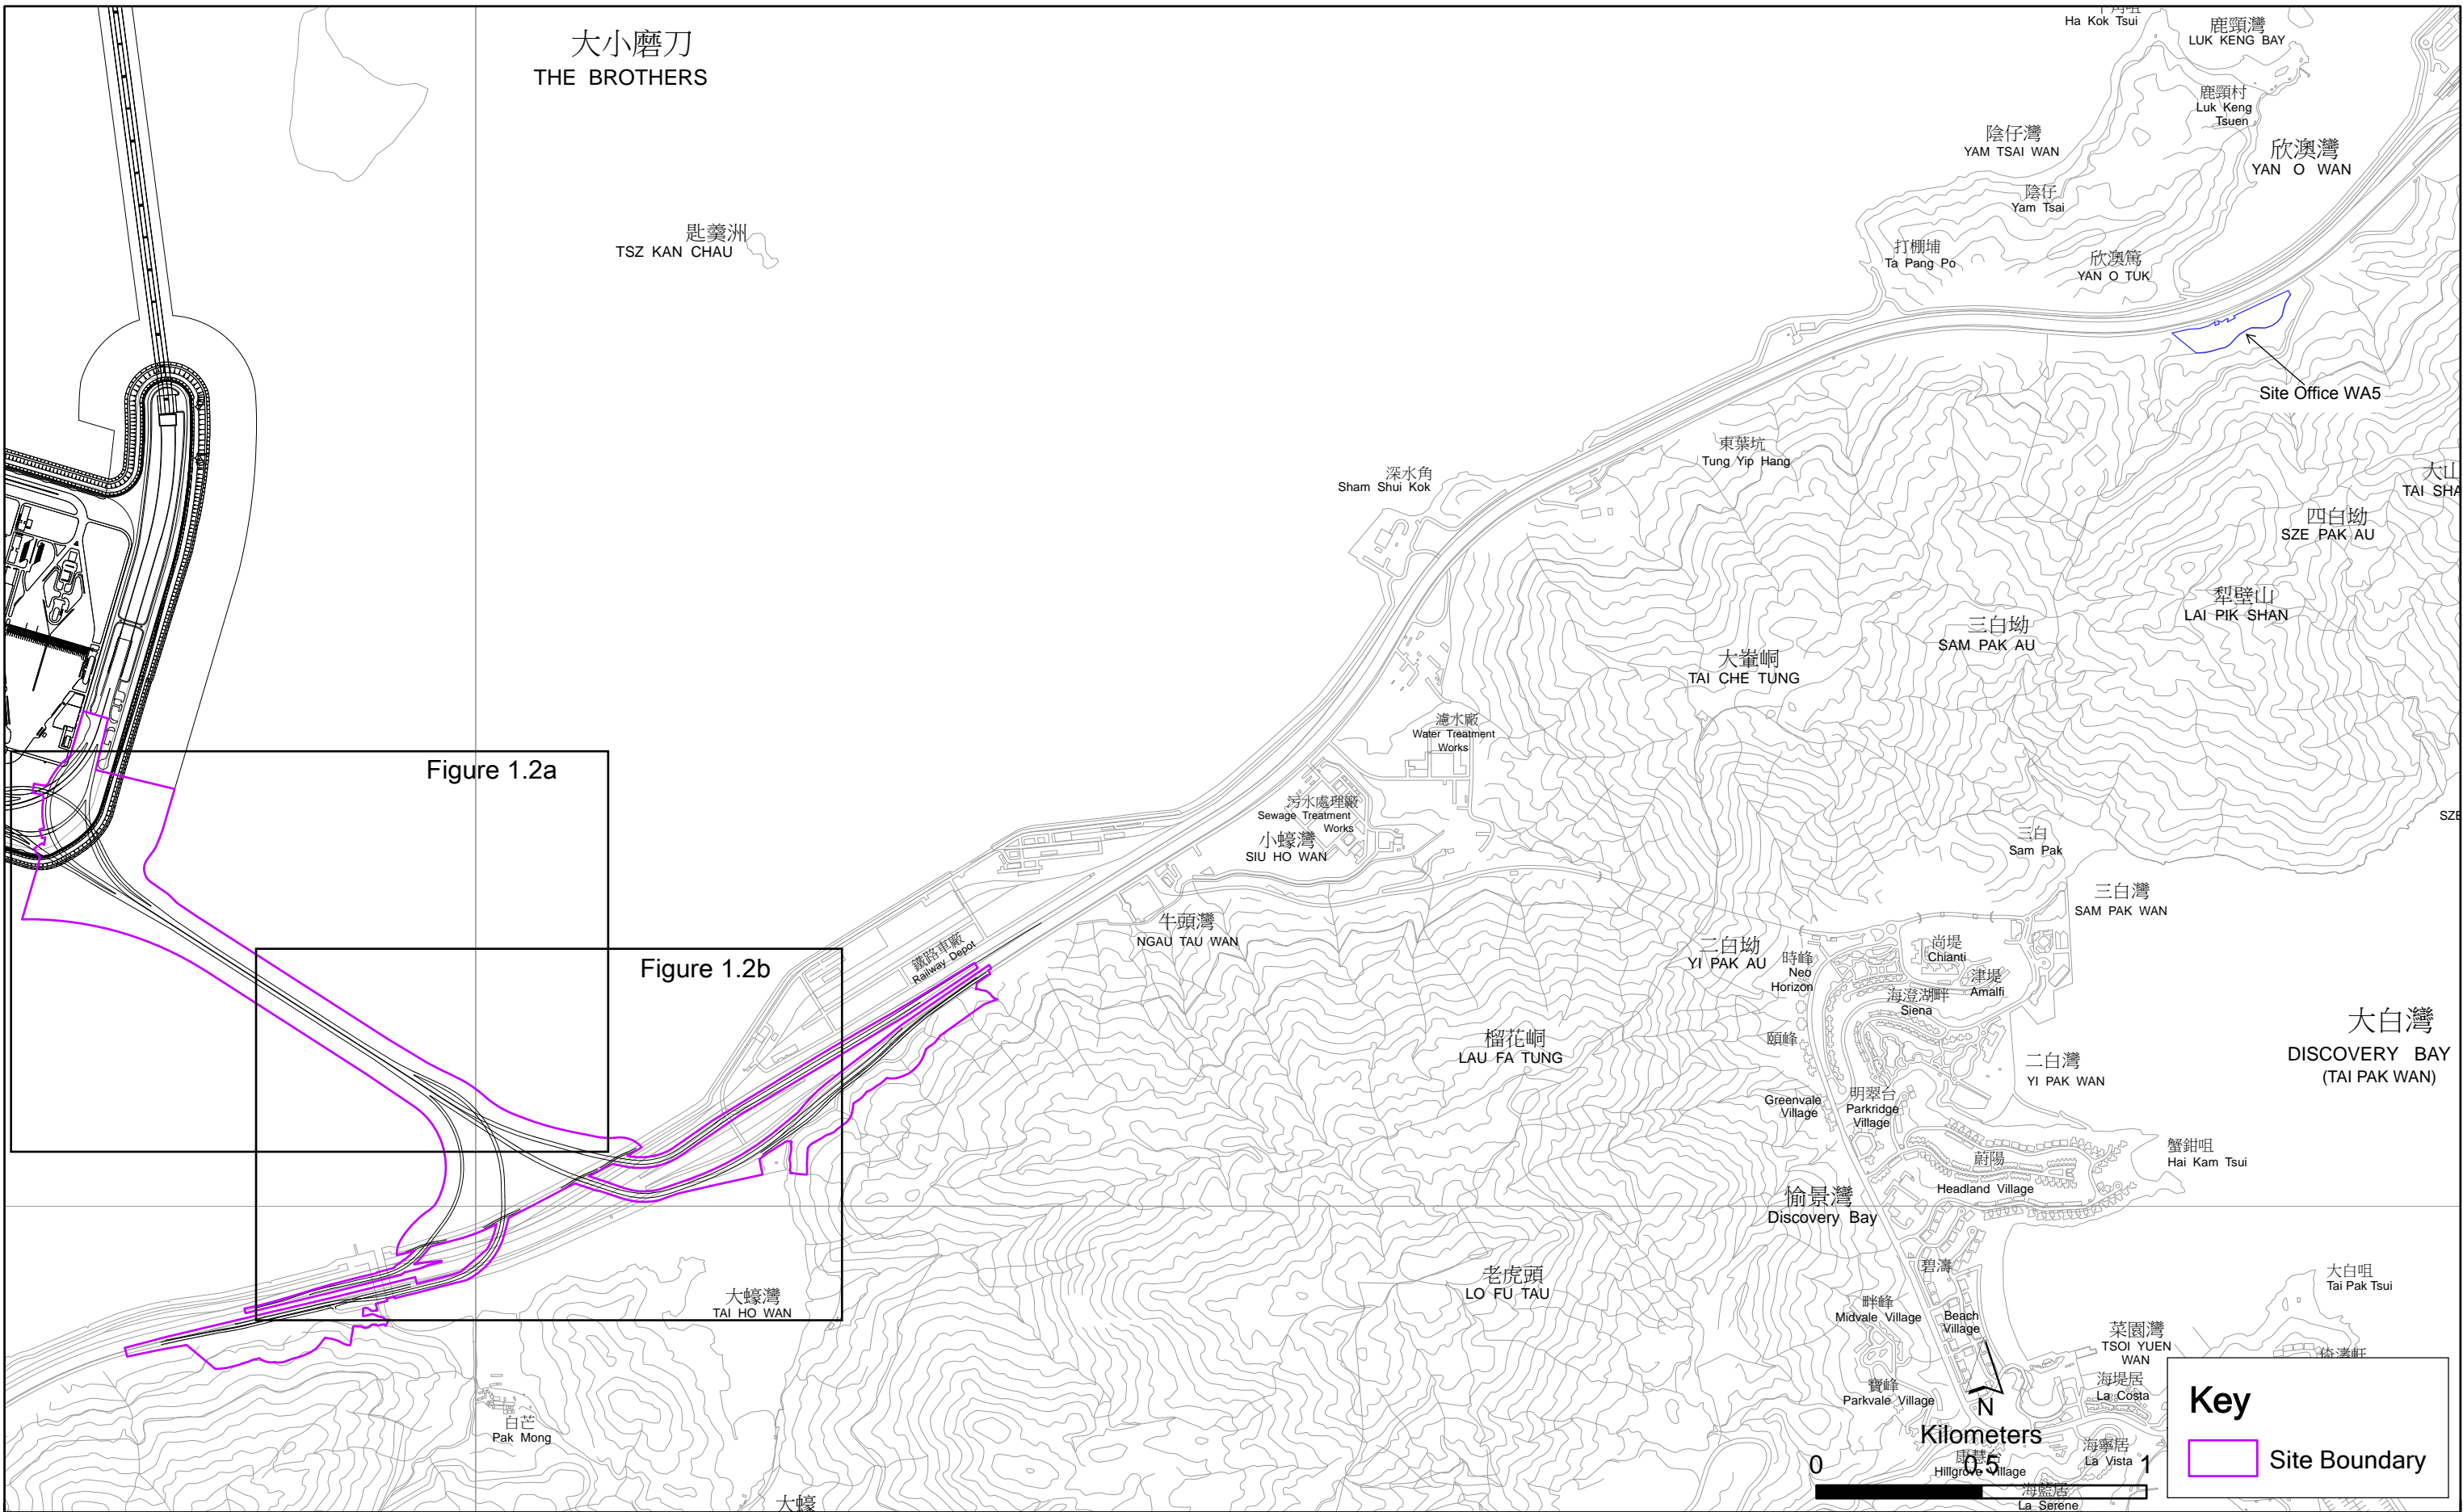 大小磨刀
THE BROTHERS
Ha Kok Tsui
鹿頸灣
LUK KENG BAY
鹿頸村
Luk Keng
Tsuen
陰仔灣
YAM TSAI WAN
欣澳灣
YAN O WAN
陰仔
Yam Tsai
匙羹洲
TSZ KAN CHAU
打棚埔
Ta Pang Po
欣澳篤
YAN O TUK
Site Office WA5
東葉坑
Tung Yip Hang
深水角
Sham Shui Kok
大山
TAI SHA
四白坳
SZE PAK AU
犁壁山
LAI PIK SHAN
三白坳
SAM PAK AU
大輋峒
TAI CHE TUNG
濾水廠
Water Treatment
Works
Figure 1.2a
污水處理廠
Sewage Treatment
Works
小蠔灣
SIU HO WAN
SZE
三白
Sam Pak
三白灣
SAM PAK WAN
牛頭灣
NGAU TAU WAN
鐵路車廠
Railway Depot
Figure 1.2b
二白坳
YI PAK AU
時峰
Neo
Horizon
尚堤
Chianti
津堤
Amalfi
海澄湖畔
Siena
頤峰
榴花峒
LAU FA TUNG
大白灣
DISCOVERY BAY
(TAI PAK WAN)
二白灣
YI PAK WAN
Greenvale
Village
明翠台
Parkridge
Village
蟹鉗咀
Hai Kam Tsui
蔚陽
Headland Village
愉景灣
Discovery Bay
碧濤
Beach
Village
老虎頭
LO FU TAU
大白咀
Tai Pak Tsui
大蠔灣
TAI HO WAN
畔峰
Midvale Village
菜園灣
TSOI YUEN
WAN
海堤居
La Costa
寶峰
Parkvale Village
白芒
Pak Mong
大蠔
N
Kilometers
0
0.5
1
Hillgrove Village
海寧居
La Vista
海藍居
La Serene
Key
Site Boundary